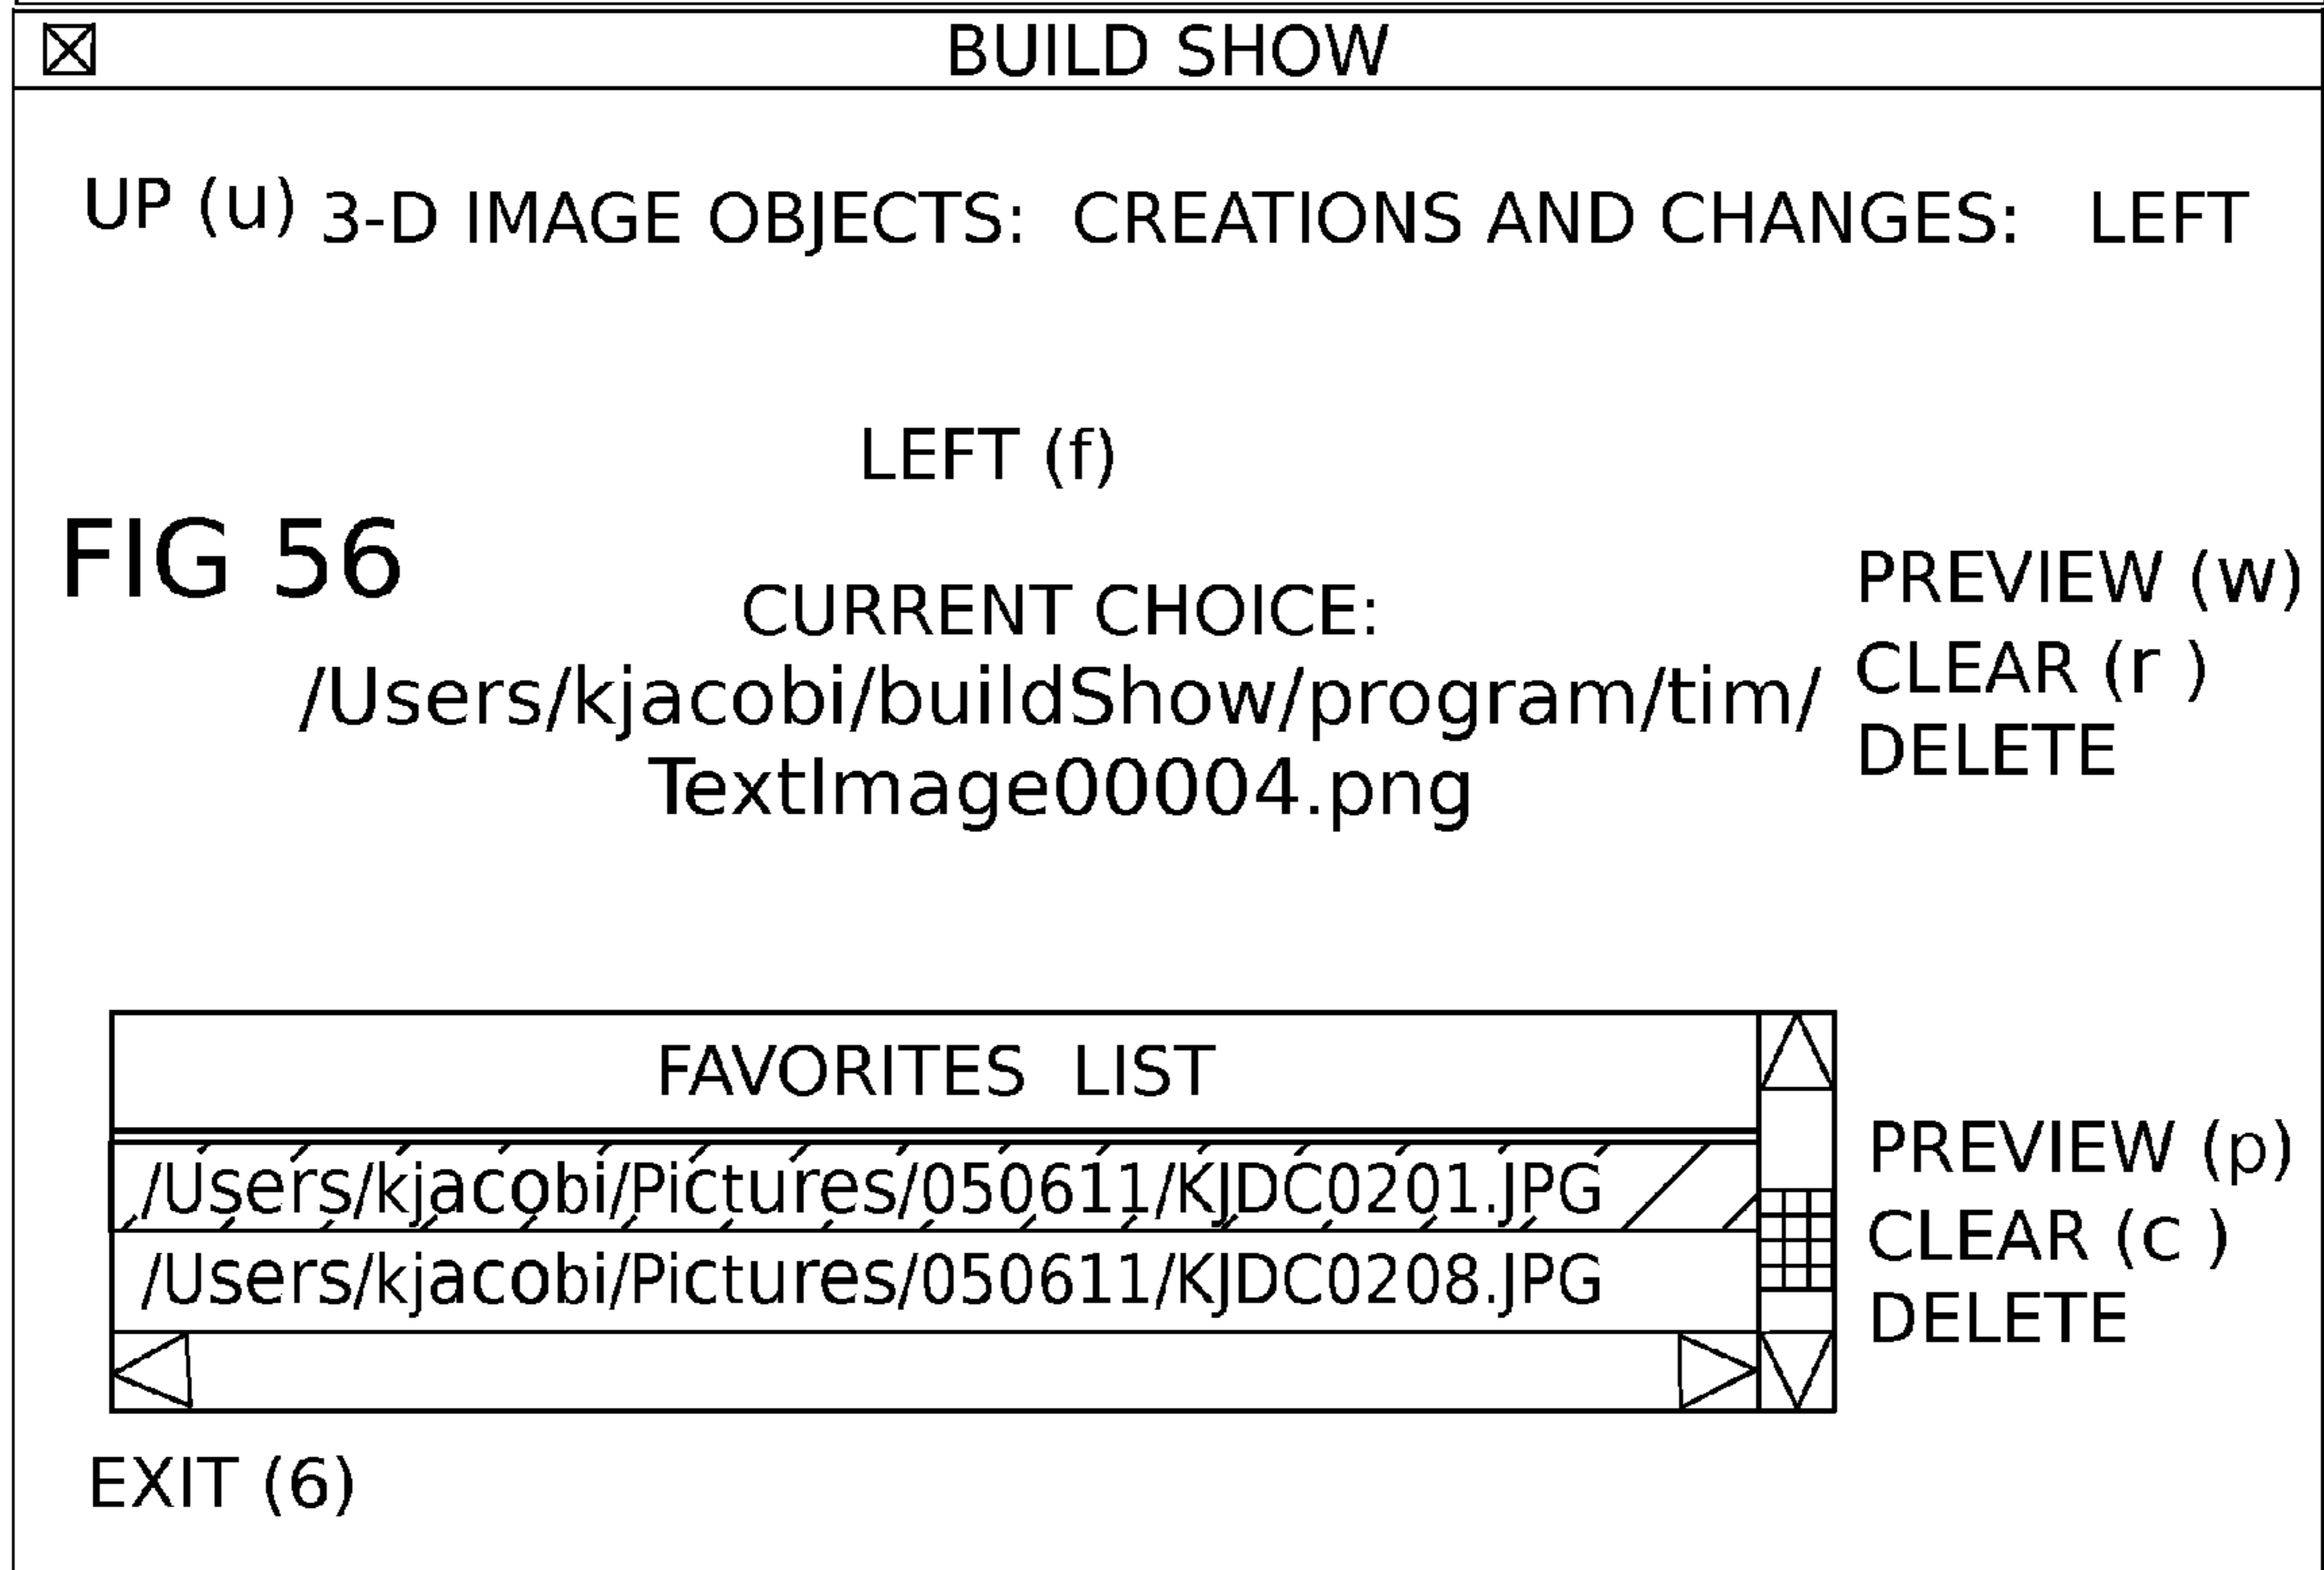 BUILD SHOW
UP (u) 3-D IMAGE OBJECTS: CREATIONS AND CHANGES: LEFT
LEFT (f)
FIG 56
CURRENT CHOICE:
/Users/kjacobi/buildShow/program/tim/
TextImage00004.png
PREVIEW (w)
CLEAR (r )
DELETE
FAVORITES LIST
/Users/kjacobi/Pictures/050611/KJDC0201.JPG
/Users/kjacobi/Pictures/050611/KJDC0208.JPG
PREVIEW (p)
CLEAR (c )
DELETE
EXIT (6)